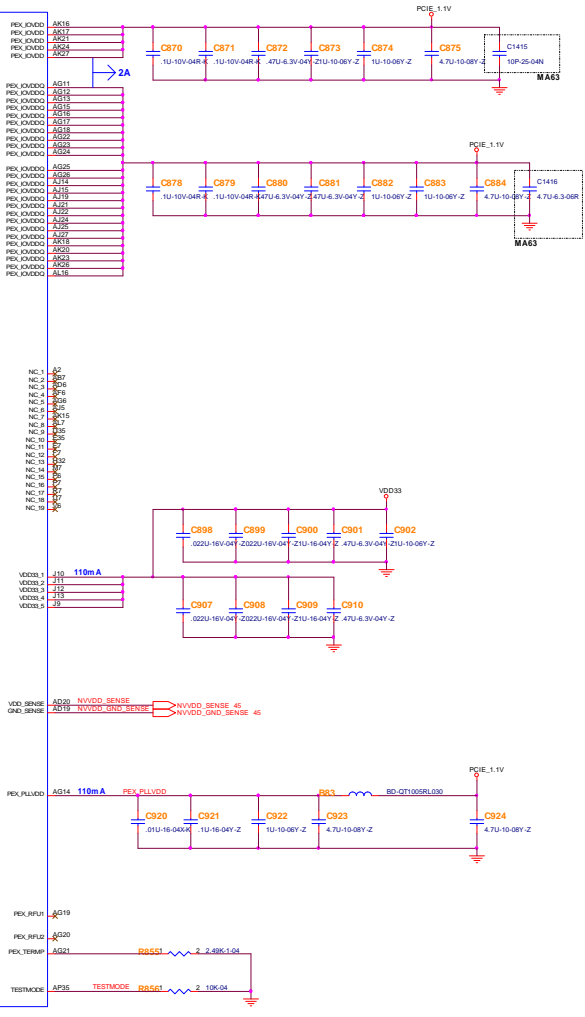 PCIE_1.1V
PEX_IOVDD AK16
PEX_IOVDD AK17
PEX_IOVDD AK21
PEX_IOVDD AK24
PEX_IOVDD AK27
C870 C871 C872 C873 C874 C875 C1415
.1U-10V-04R-K .1U-10V-04R-K .47U-6.3V-04Y-Z 1U-10-06Y-Z 1U-10-06Y-Z 4.7U-10-08Y-Z 10P-25-04N
2A
MA63
PEX_IOVDDQ AG11
PEX_IOVDDQ AG12
PEX_IOVDDQ AG13
PEX_IOVDDQ AG15
PEX_IOVDDQ AG16
PEX_IOVDDQ AG17
PEX_IOVDDQ AG18
PEX_IOVDDQ AG22
PEX_IOVDDQ AG23
PEX_IOVDDQ AG24
PCIE_1.1V
PEX_IOVDDQ AG25
PEX_IOVDDQ AG26
PEX_IOVDDQ AJ14
PEX_IOVDDQ AJ15
PEX_IOVDDQ AJ19
PEX_IOVDDQ AJ21
PEX_IOVDDQ AJ22
PEX_IOVDDQ AJ24
PEX_IOVDDQ AJ25
PEX_IOVDDQ AJ27
PEX_IOVDDQ AK18
PEX_IOVDDQ AK20
PEX_IOVDDQ AK23
PEX_IOVDDQ AK26
PEX_IOVDDQ AL16
C878 C879 C880 C881 C882 C883 C884 C1416
.1U-10V-04R-K .1U-10V-04R-K .47U-6.3V-04Y-Z .47U-6.3V-04Y-Z 1U-10-06Y-Z 1U-10-06Y-Z 4.7U-10-08Y-Z 4.7U-6.3-06R
MA63
NC_1 A2
NC_2
NC_3
NC_4
NC_5
NC_6
NC_7 AK15
NC_8
NC_9
NC_10
NC_11
NC_12
NC_13
NC_14
NC_15
NC_16
NC_17
NC_18
NC_19
VDD33
C898 C899 C900 C901 C902
.022U-16V-04Y-Z .022U-16V-04Y-Z .1U-16-04Y-Z .47U-6.3V-04Y-Z 1U-10-06Y-Z
VDD33_1 J10 110mA
VDD33_2 J11
VDD33_3 J12
VDD33_4 J13
VDD33_5 J9
C907 C908 C909 C910
.022U-16V-04Y-Z .022U-16V-04Y-Z .1U-16-04Y-Z .47U-6.3V-04Y-Z
VDD_SENSE AD20 NVVDD_SENSE NVVDD_SENSE 45
GND_SENSE AD19 NVVDD_GND_SENSE NVVDD_GND_SENSE 45
PCIE_1.1V
PEX_PLLVDD AG14 110mA PEX_PLLVDD B83 BD-QT1005RL030
C920 C921 C922 C923 C924
.01U-16-04X-K .1U-16-04Y-Z 1U-10-06Y-Z 4.7U-10-08Y-Z 4.7U-10-08Y-Z
PEX_RFU1 AG19
PEX_RFU2 AG20
PEX_TERMP AG21 R855 1 2 2.49K-1-04
TESTMODE AP35 TESTMODE R856 1 2 10K-04